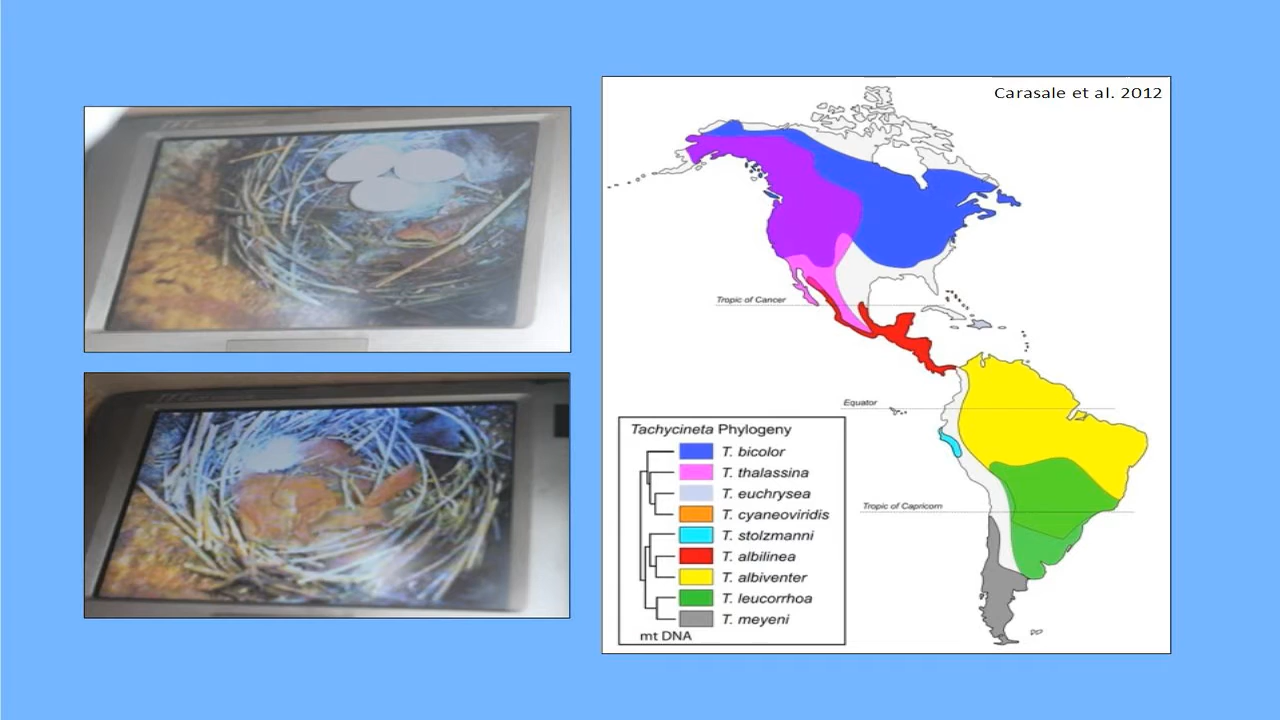 Carasale et al. 2012
Tropic of Cancer
Equator
Tropic of Capricorn
Tachycineta Phylogeny
T. bicolor
T. thalassina
T. euchrysea
T. cyaneoviridis
T. stolzmanni
T. albilinea
T. albiventer
T. leucorrhoa
T. meyeni
mt DNA